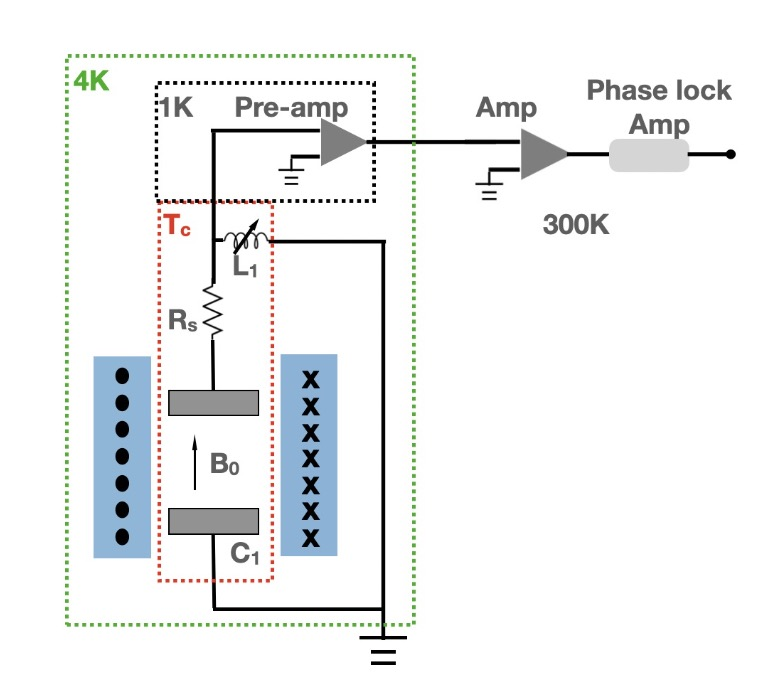 4K
1K
Pre-amp
Amp
Phase lock
Amp
300K
Tc
L1
Rs
B0
C1
X
X
X
X
X
X
X